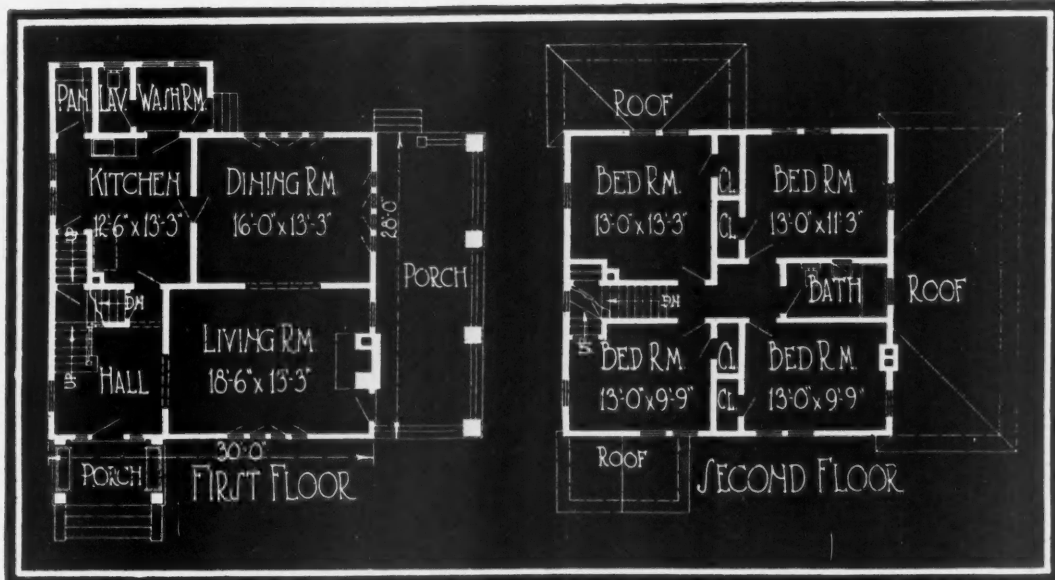 PAN.
LAV.
WASH RM.
KITCHEN
12'-6" x 13'-3"
DINING RM.
16'-0" x 13'-3"
28'-0"
PORCH
UP
DN
LIVING RM.
18'-6" x 13'-3"
UP
HALL
30'-0"
PORCH
FIRST FLOOR
ROOF
BED RM.
13'-0" x 13'-3"
CL.
CL.
BED RM.
13'-0" x 11'-3"
DN
BATH
ROOF
UP
BED RM.
13'-0" x 9'-9"
CL.
CL.
BED RM.
13'-0" x 9'-9"
ROOF
SECOND FLOOR